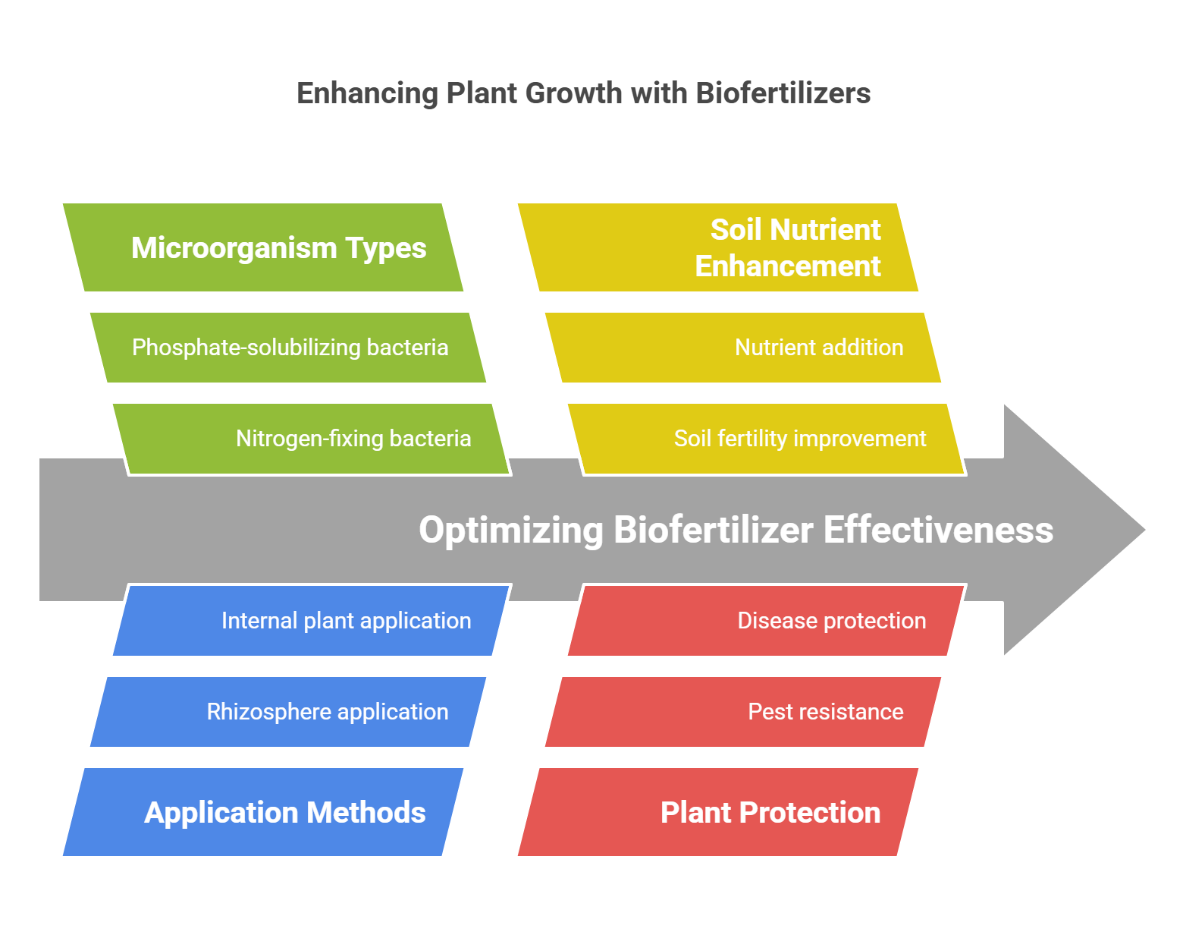 Enhancing Plant Growth with Biofertilizers
Microorganism Types
Phosphate-solubilizing bacteria
Nitrogen-fixing bacteria
Soil Nutrient
Enhancement
Nutrient addition
Soil fertility improvement
Optimizing Biofertilizer Effectiveness
Internal plant application
Rhizosphere application
Application Methods
Disease protection
Pest resistance
Plant Protection